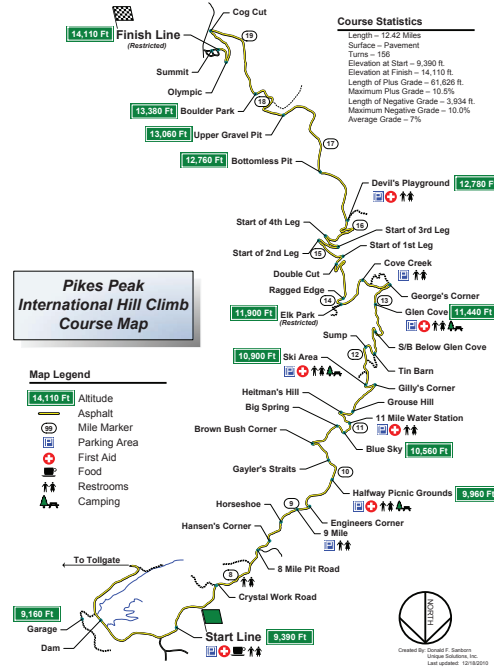 Cog Cut
14,110 Ft
Finish Line
(Restricted)
19
Summit
Olympic
13,380 Ft
Boulder Park
18
13,060 Ft
Upper Gravel Pit
17
12,760 Ft
Bottomless Pit
Course Statistics
Length – 12.42 Miles
Surface – Pavement
Turns – 156
Elevation at Start – 9,390 ft.
Elevation at Finish – 14,110 ft.
Length of Plus Grade – 61,626 ft.
Maximum Plus Grade – 10.5%
Length of Negative Grade – 3,934 ft.
Maximum Negative Grade – 10.0%
Average Grade – 7%
Devil's Playground
12,780 Ft
16
Start of 4th Leg
Start of 3rd Leg
15
Start of 2nd Leg
Start of 1st Leg
Double Cut
Cove Creek
Ragged Edge
14
George's Corner
11,900 Ft
Elk Park
(Restricted)
13
Glen Cove
11,440 Ft
Pikes Peak
International Hill Climb
Course Map
Sump
S/B Below Glen Cove
12
10,900 Ft
Ski Area
Tin Barn
Gilly's Corner
Heitman's Hill
Grouse Hill
Big Spring
11 Mile Water Station
11
Brown Bush Corner
Blue Sky
10,560 Ft
Gayler's Straits
10
Halfway Picnic Grounds
9,960 Ft
Map Legend
14,110 Ft
Altitude
Asphalt
99
Mile Marker
Parking Area
First Aid
Food
Restrooms
Camping
Horseshoe
9
Engineers Corner
Hansen's Corner
9 Mile
8 Mile Pit Road
To Tollgate
8
Crystal Work Road
9,160 Ft
Garage
Dam
Start Line
9,390 Ft
NORTH
Created By: Donald F. Sanborn
Unique Solutions, Inc.
Last updated: 12/18/2010